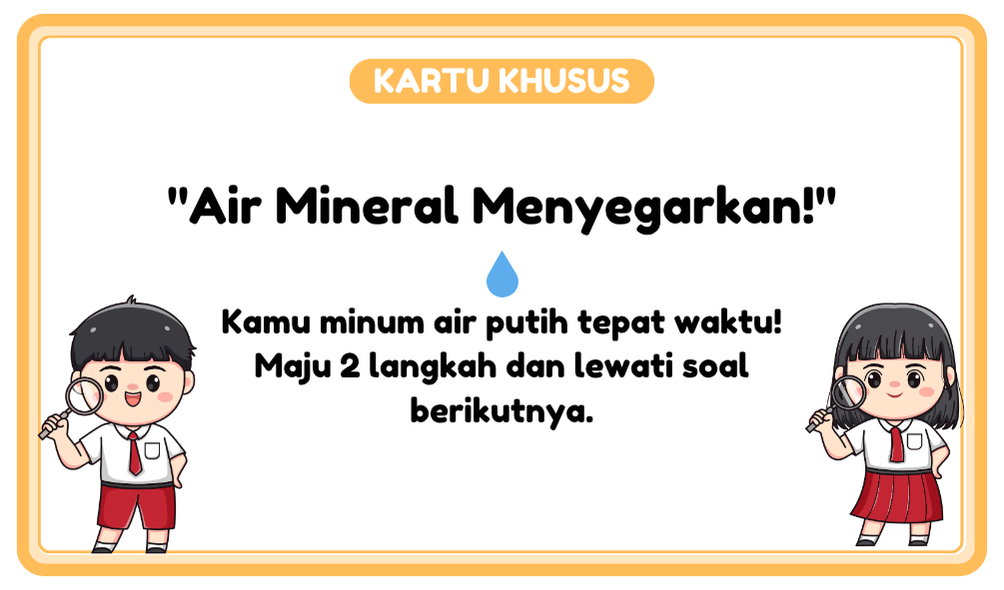 KARTU KHUSUS
"Air Mineral Menyegarkan!"
Kamu minum air putih tepat waktu!
Maju 2 langkah dan lewati soal
berikutnya.